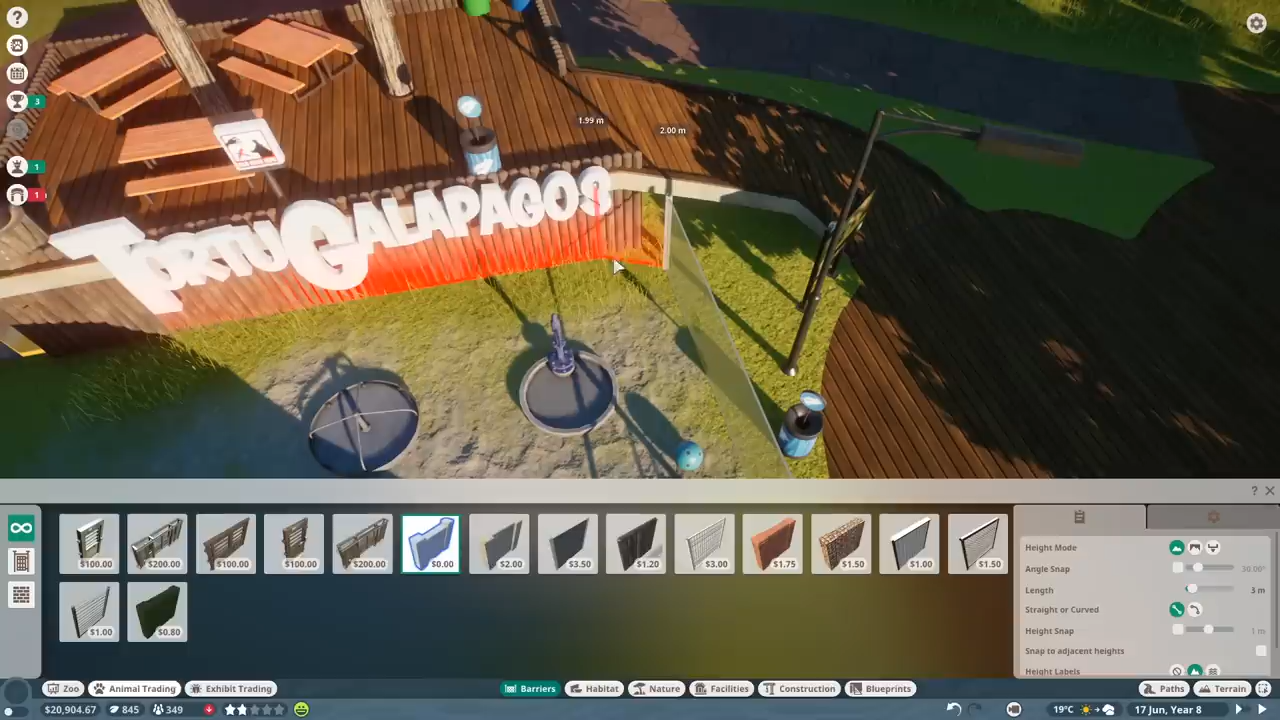 ?
3
1
1
1.99 m
2.00 m
TORTUGALAPAGOS
? ×
$100.00 $200.00 $100.00 $100.00 $200.00 $0.00 $2.00 $3.50 $1.20 $3.00 $1.75 $1.50 $1.00 $1.50
$1.00 $0.80
Height Mode
Angle Snap 30.00°
Length 3 m
Straight or Curved
Height Snap 1 m
Snap to adjacent heights
Height Labels
Zoo Animal Trading Exhibit Trading Barriers Habitat Nature Facilities Construction Blueprints Paths Terrain
$20,904.67 845 349 19°C 17 Jun, Year 8